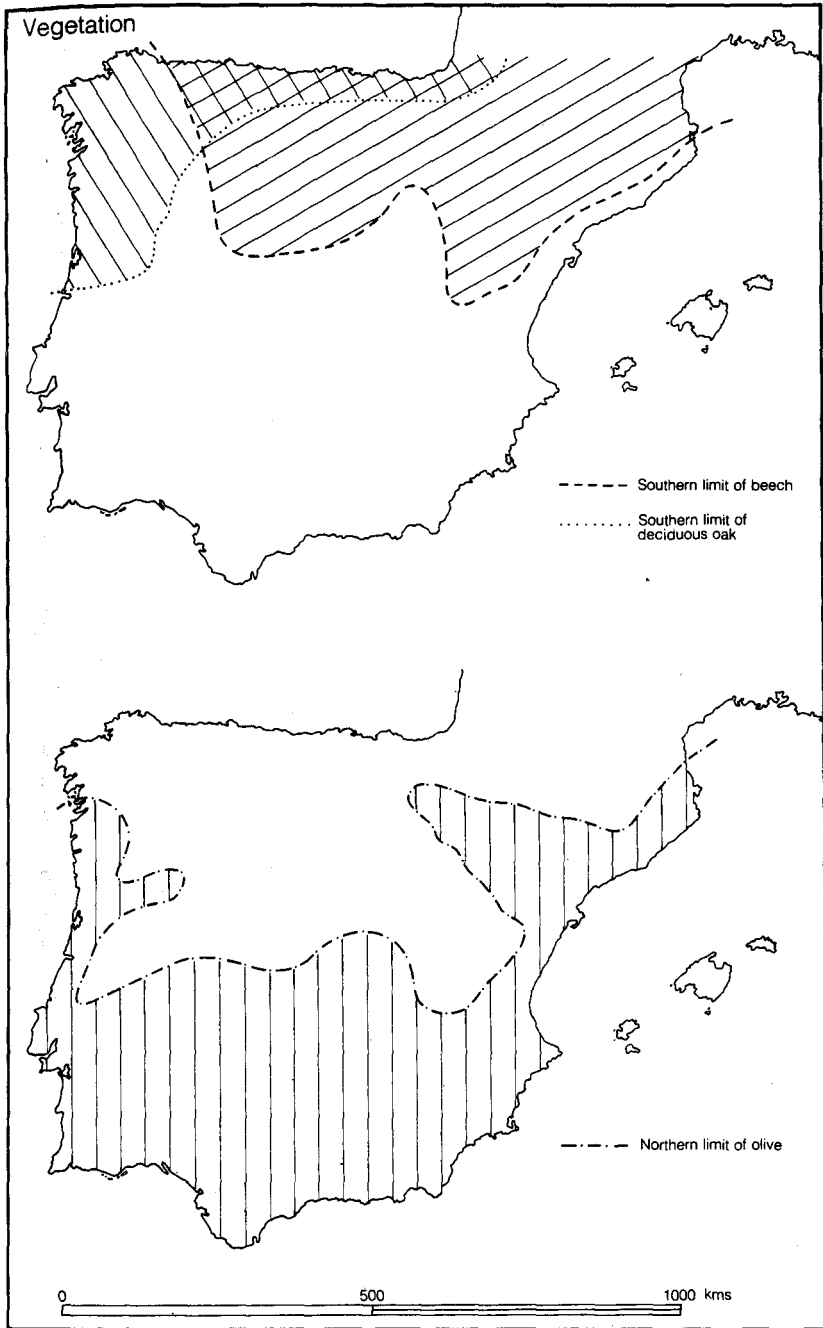 Vegetation
Southern limit of beech
Southern limit of
deciduous oak
Northern limit of olive
0 500 1000 kms